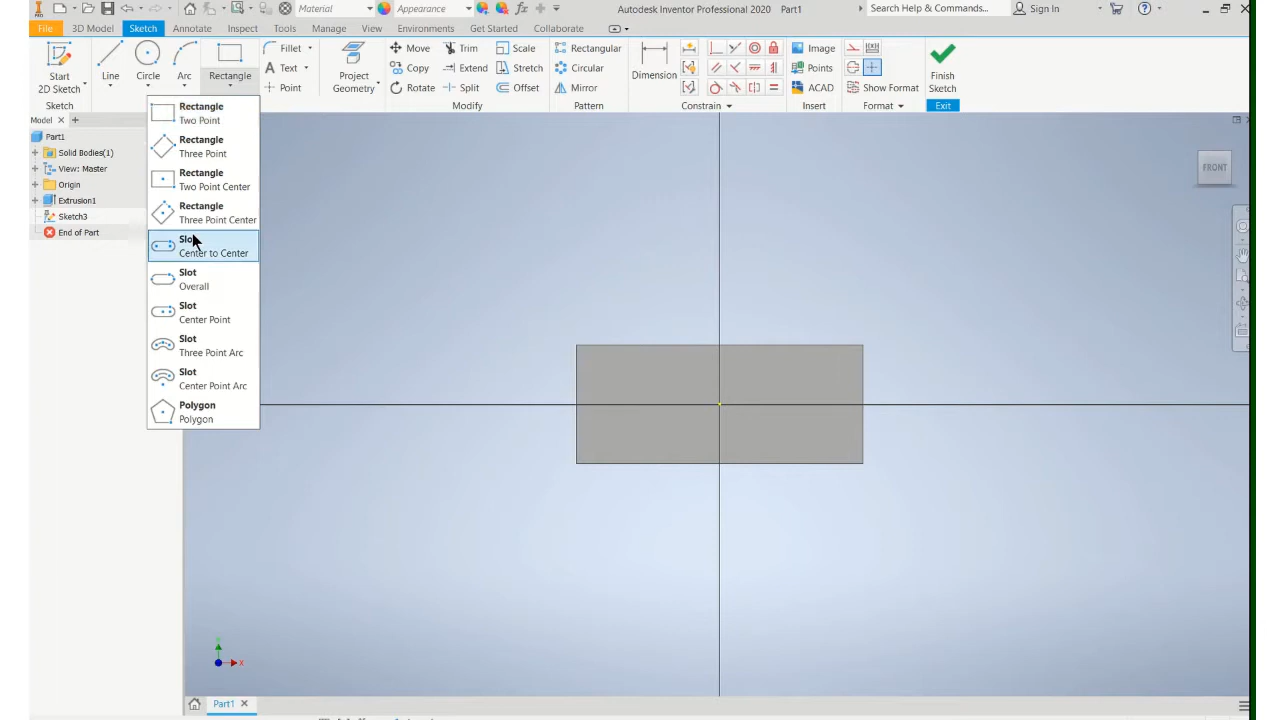 Material
Appearance
Autodesk Inventor Professional 2020 Part1
Search Help & Commands...
Sign In
File
3D Model
Sketch
Annotate
Inspect
Tools
Manage
View
Environments
Get Started
Collaborate
Start
2D Sketch
Line
Circle
Arc
Rectangle
Fillet
Text
Point
Project
Geometry
Move
Copy
Rotate
Trim
Extend
Split
Scale
Stretch
Offset
Rectangular
Circular
Mirror
Dimension
Image
Points
ACAD
Show Format
Finish
Sketch
Sketch
Modify
Pattern
Constrain
Insert
Format
Exit
Model
Part1
Solid Bodies(1)
View: Master
Origin
Extrusion1
Sketch3
End of Part
Rectangle
Two Point
Rectangle
Three Point
Rectangle
Two Point Center
Rectangle
Three Point Center
Slot
Center to Center
Slot
Overall
Slot
Center Point
Slot
Three Point Arc
Slot
Center Point Arc
Polygon
Polygon
FRONT
X
Part1